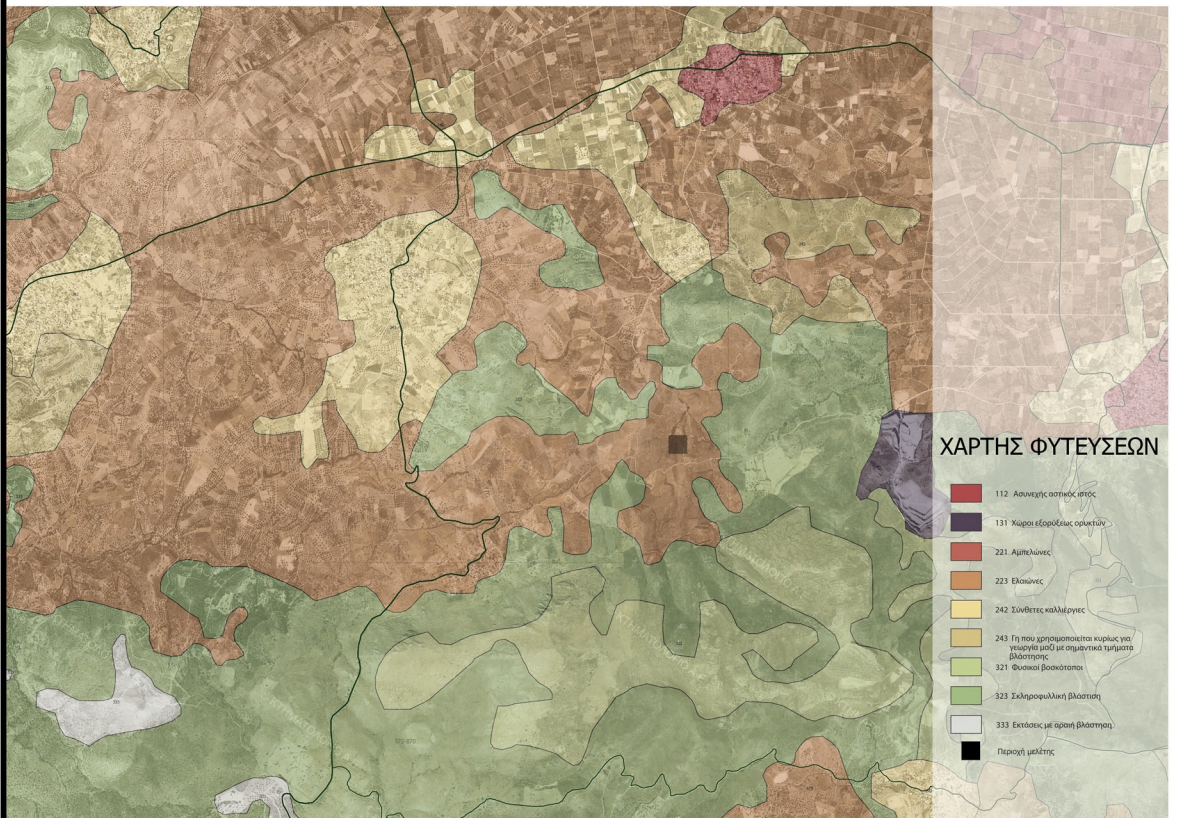 ΧΑΡΤΗΣ ΦΥΤΕΥΣΕΩΝ
112 Ασυνεχής αστικός ιστός
131 Χώροι εξορύξεως ορυκτών
221 Αμπελώνες
223 Ελαιώνες
242 Σύνθετες καλλιέργιες
243 Γη που χρησιμοποιείται κυρίως για
γεωργία μαζί με σημαντικά τμήματα
βλάστησης
321 Φυσικοί βοσκότοποι
323 Σκληροφυλλική βλάστιση
333 Εκτάσεις με αραιή βλάστηση
Περιοχή μελέτης
333